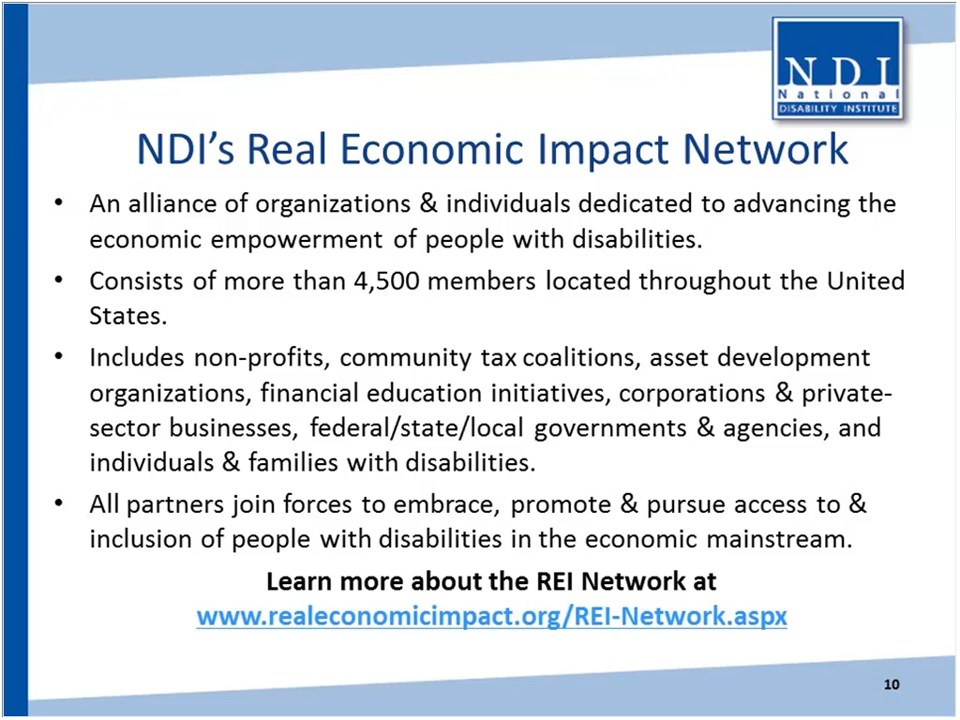 NDI
National
DISABILITY INSTITUTE
NDI's Real Economic Impact Network
• An alliance of organizations & individuals dedicated to advancing the
economic empowerment of people with disabilities.
• Consists of more than 4,500 members located throughout the United
States.
• Includes non-profits, community tax coalitions, asset development
organizations, financial education initiatives, corporations & private-
sector businesses, federal/state/local governments & agencies, and
individuals & families with disabilities.
• All partners join forces to embrace, promote & pursue access to &
inclusion of people with disabilities in the economic mainstream.
Learn more about the REI Network at
www.realeconomicimpact.org/REI-Network.aspx
10